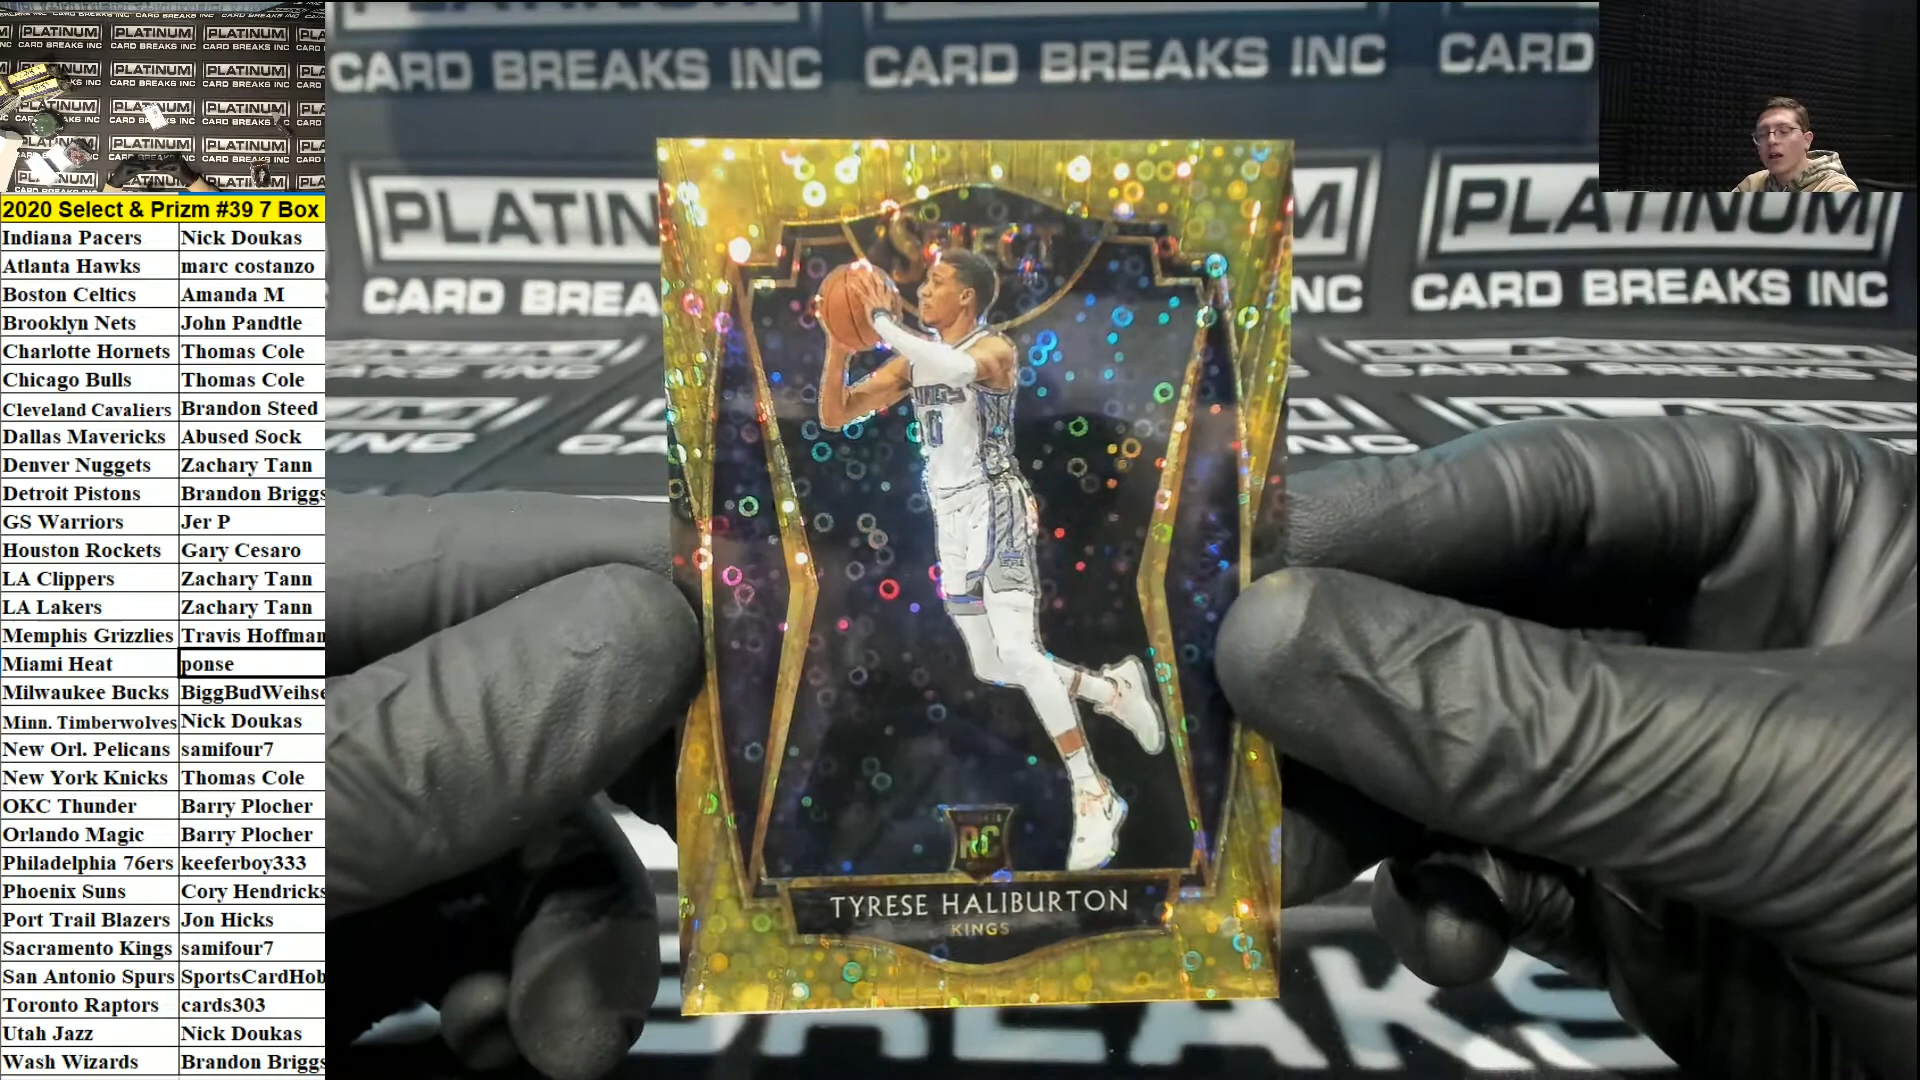 2020 Select & Prizm #39 7 Box
Indiana Pacers Nick Doukas
Atlanta Hawks marc costanzo
Boston Celtics Amanda M
Brooklyn Nets John Pandtle
Charlotte Hornets Thomas Cole
Chicago Bulls Thomas Cole
Cleveland Cavaliers Brandon Steed
Dallas Mavericks Abused Sock
Denver Nuggets Zachary Tann
Detroit Pistons Brandon Briggs
GS Warriors Jer P
Houston Rockets Gary Cesaro
LA Clippers Zachary Tann
LA Lakers Zachary Tann
Memphis Grizzlies Travis Hoffman
Miami Heat ponse
Milwaukee Bucks BiggBudWeihse
Minn. Timberwolves Nick Doukas
New Orl. Pelicans samifour7
New York Knicks Thomas Cole
OKC Thunder Barry Plocher
Orlando Magic Barry Plocher
Philadelphia 76ers keeferboy333
Phoenix Suns Cory Hendricks
Port Trail Blazers Jon Hicks
Sacramento Kings samifour7
San Antonio Spurs SportsCardHob
Toronto Raptors cards303
Utah Jazz Nick Doukas
Wash Wizards Brandon Briggs
CARD BREAKS INC CARD BREAKS INC CARD
PLATINUM
CARD BREAKS INC
SELECT
KINGS
0
RC
TYRESE HALIBURTON
KINGS